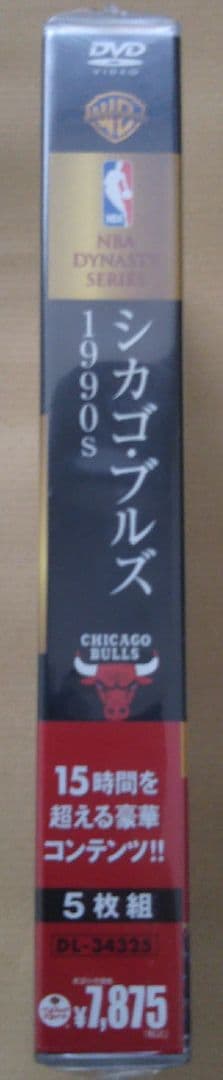 DVD
VIDEO
WB
NBA
NBA
DYNASTY
SERIES
シカゴ・ブルズ
1990s
CHICAGO
BULLS
15時間を
超える豪華
コンテンツ!!
5枚組
DL-34325
¥7,875